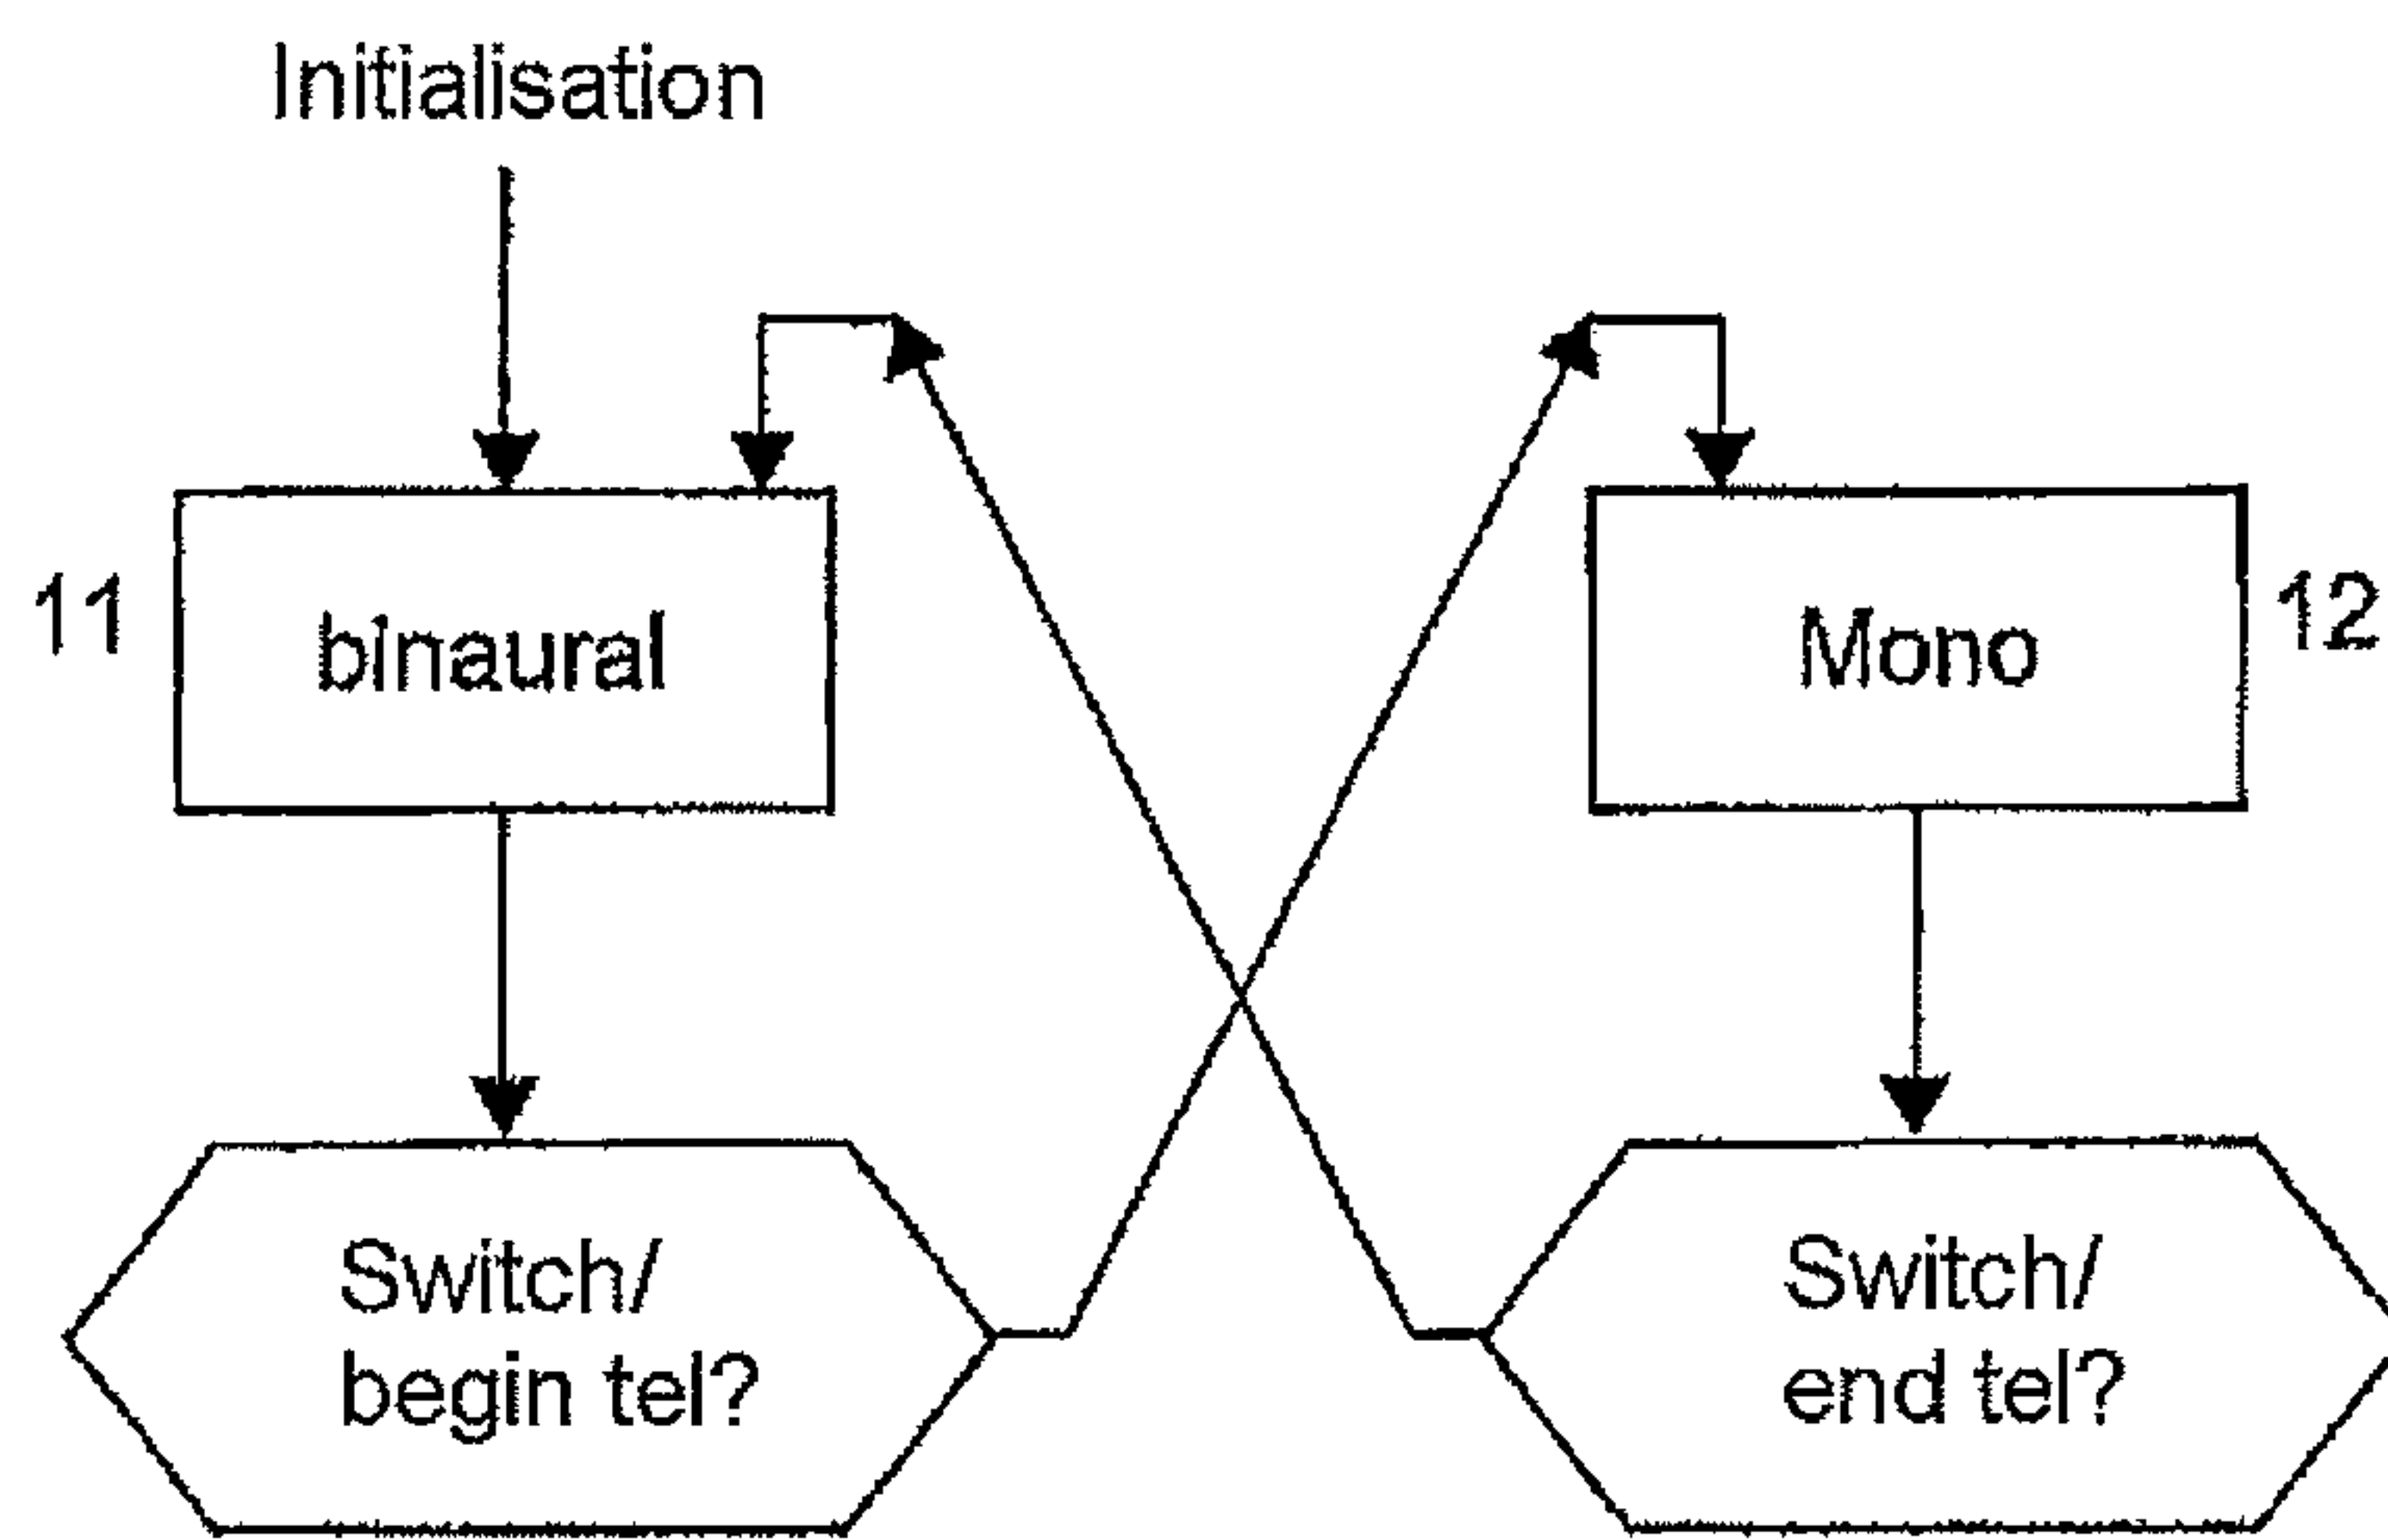 Initialisation
11
binaural
Mono
12
Switch/
begin tel?
Switch/
end tel?